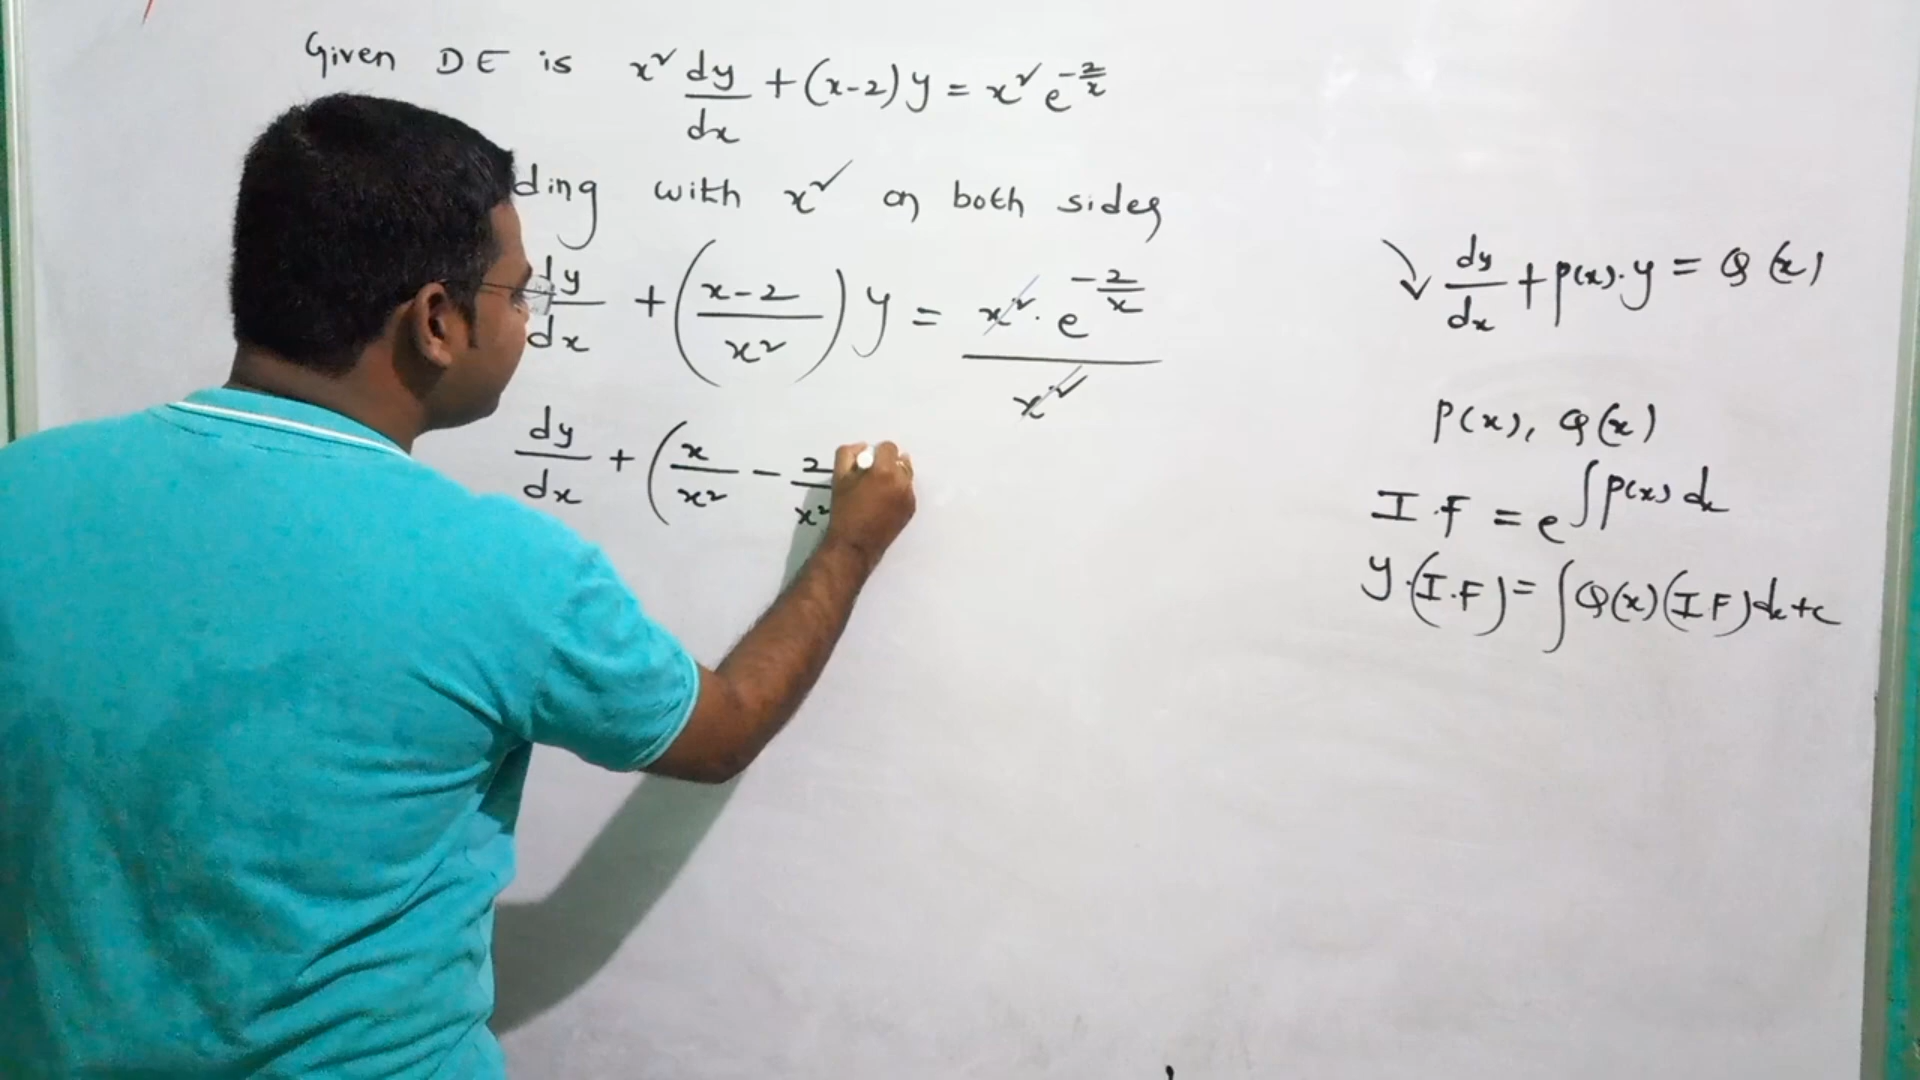 Given DE is x² dy/dx + (x-2) y = x² e^(-2/x)
ding with x² on both sides
dy/dx + ((x-2)/x²) y = x² · e^(-2/x) / x²
dy/dx + (x/x² - 2/x²
dy/dx + P(x)·y = Q(x)
P(x), Q(x)
I.F = e^∫P(x) dx
y·(I.F) = ∫Q(x)(I F)dx+c